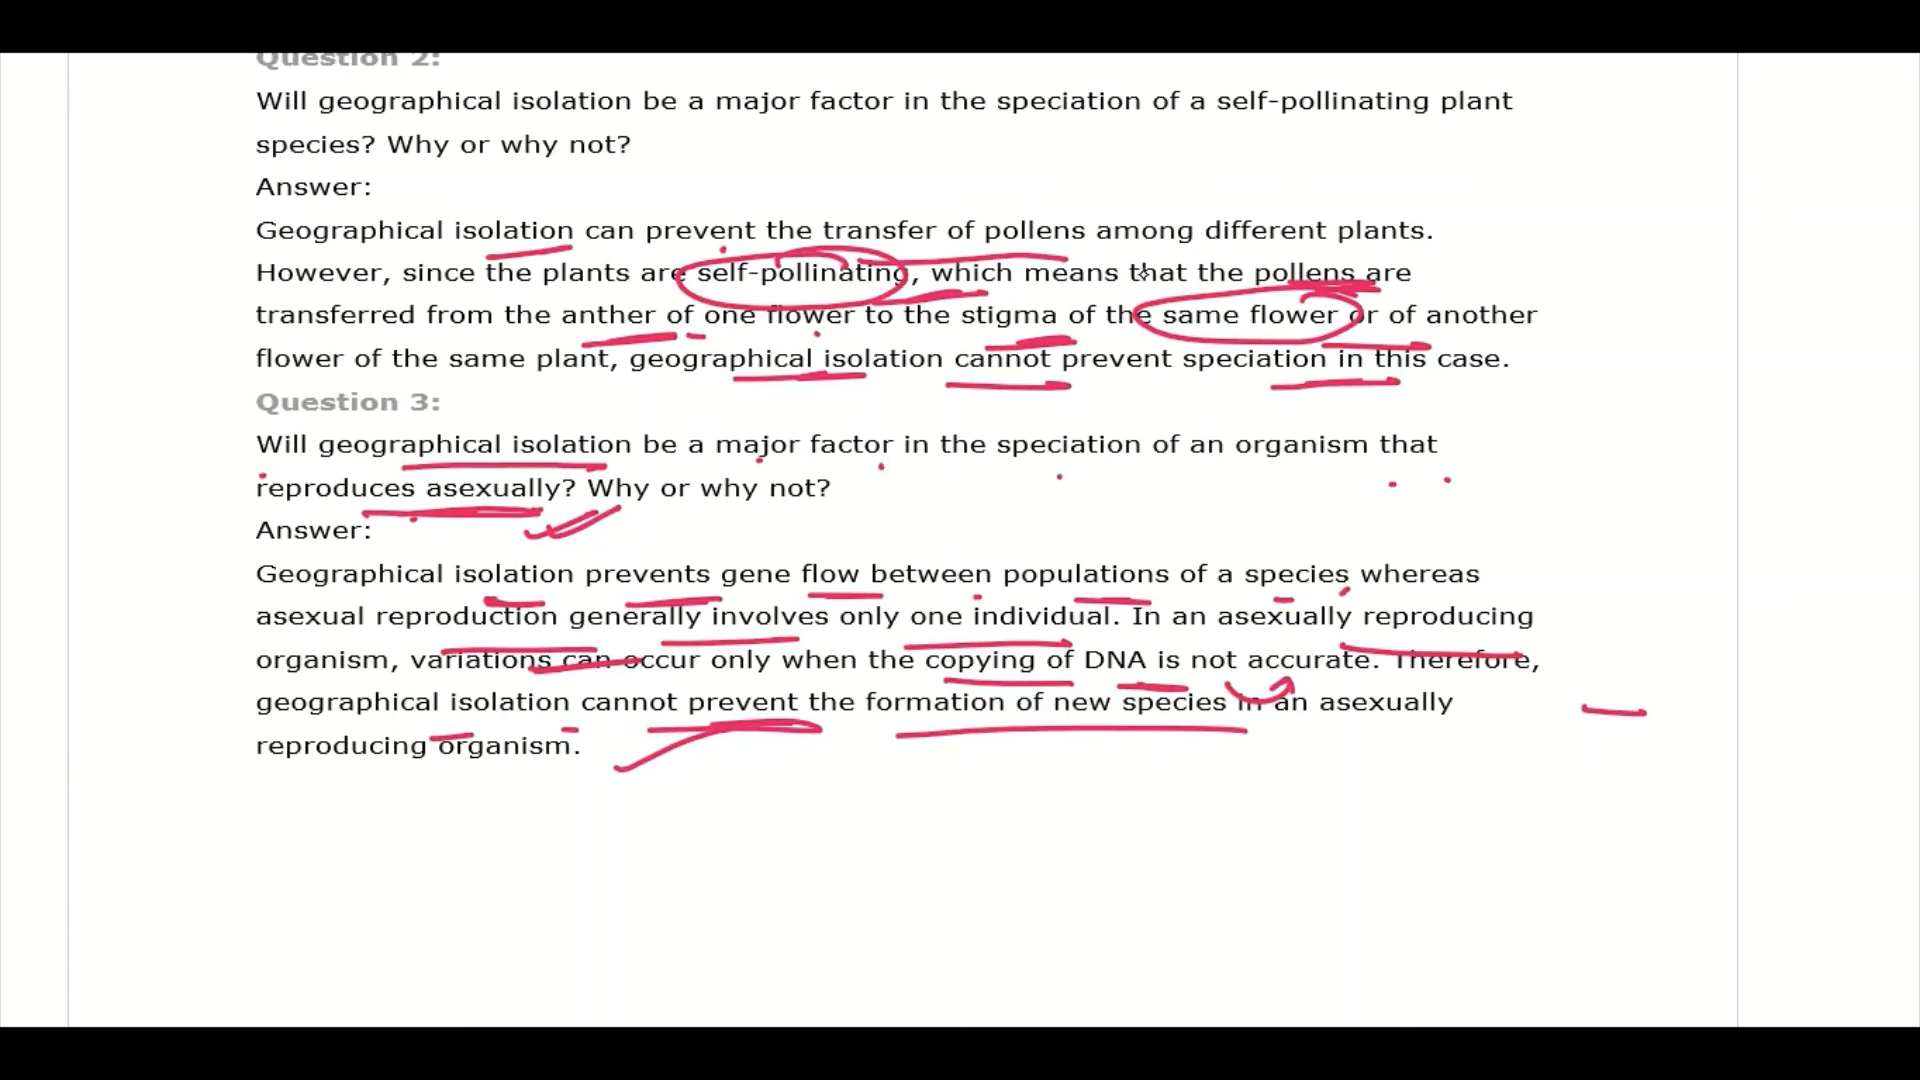 Question 2:
Will geographical isolation be a major factor in the speciation of a self-pollinating plant
species? Why or why not?
Answer:
Geographical isolation can prevent the transfer of pollens among different plants.
However, since the plants are self-pollinating, which means that the pollens are
transferred from the anther of one flower to the stigma of the same flower or of another
flower of the same plant, geographical isolation cannot prevent speciation in this case.
Question 3:
Will geographical isolation be a major factor in the speciation of an organism that
reproduces asexually? Why or why not?
Answer:
Geographical isolation prevents gene flow between populations of a species whereas
asexual reproduction generally involves only one individual. In an asexually reproducing
organism, variations can occur only when the copying of DNA is not accurate. Therefore,
geographical isolation cannot prevent the formation of new species in an asexually
reproducing organism.